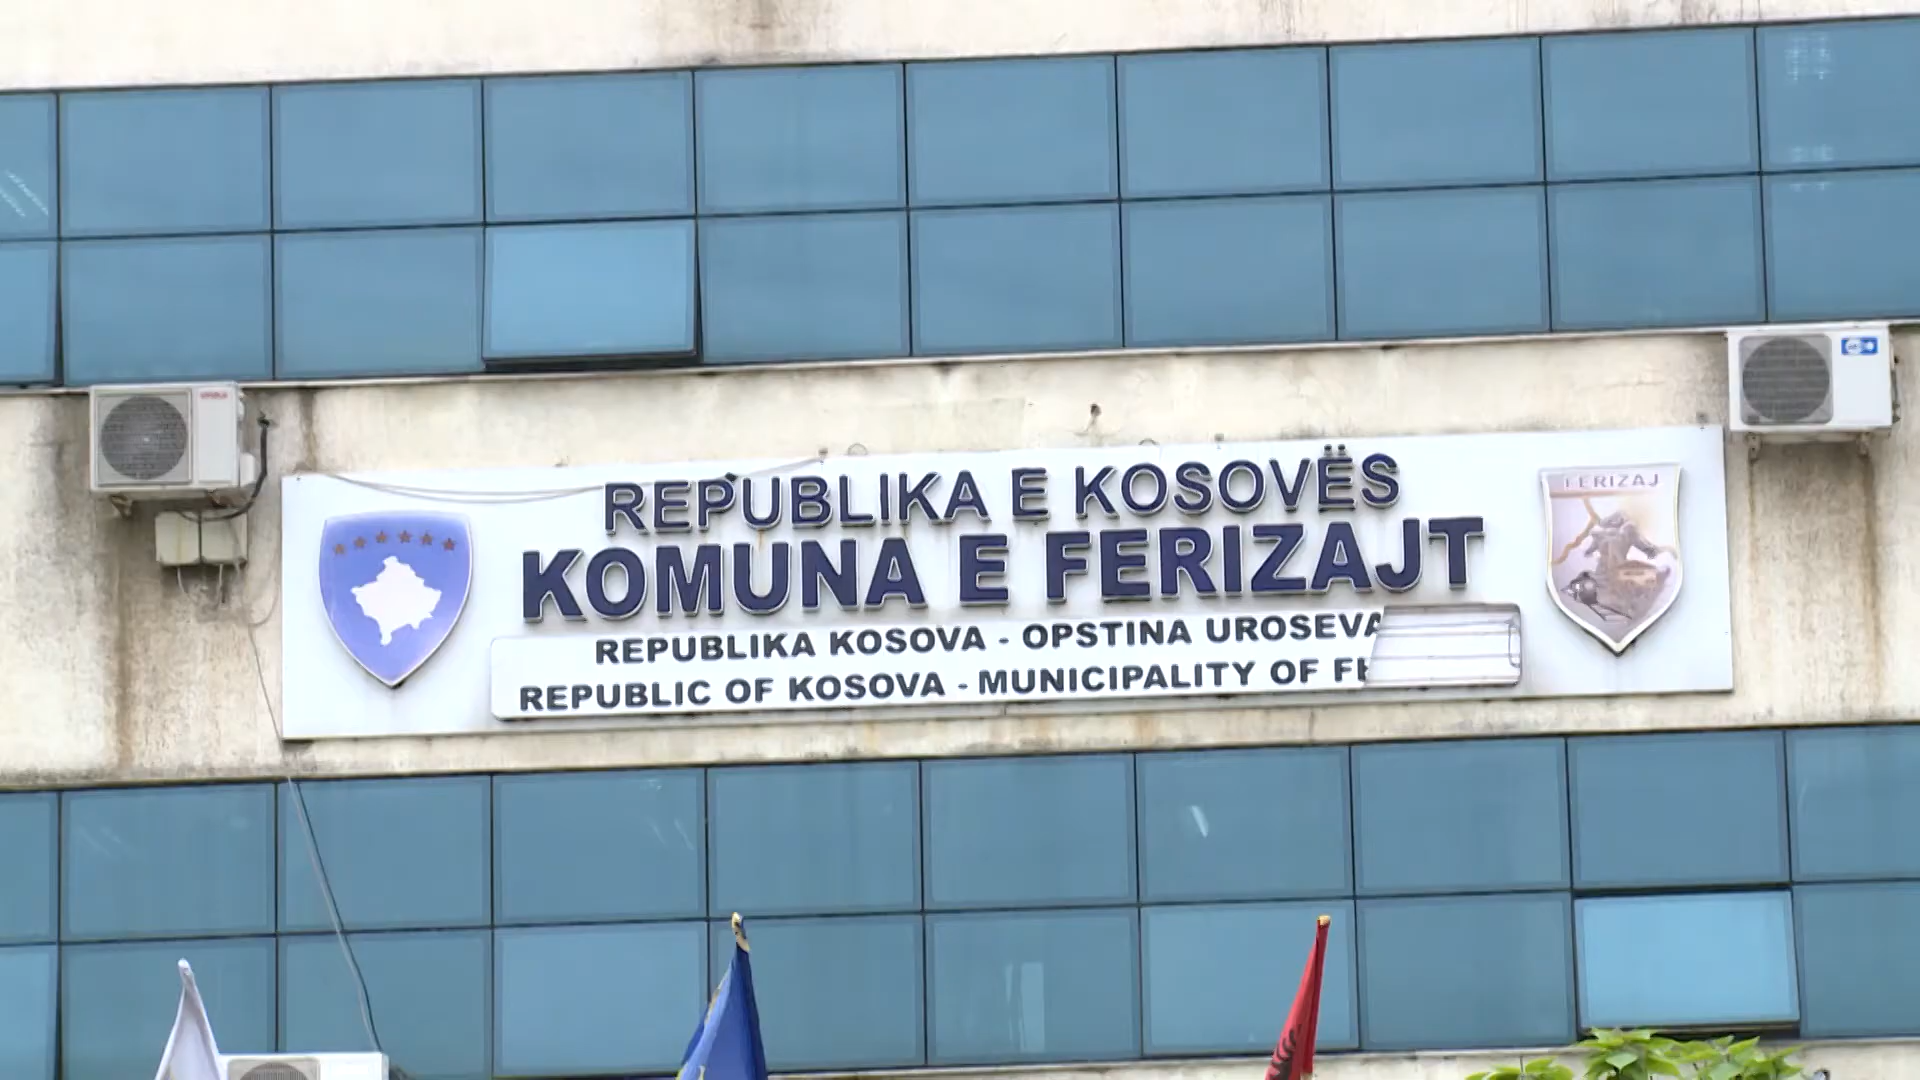 REPUBLIKA E KOSOVËS
KOMUNA E FERIZAJT
REPUBLIKA KOSOVA - OPSTINA UROSEVA
REPUBLIC OF KOSOVA - MUNICIPALITY OF
FERIZAJ